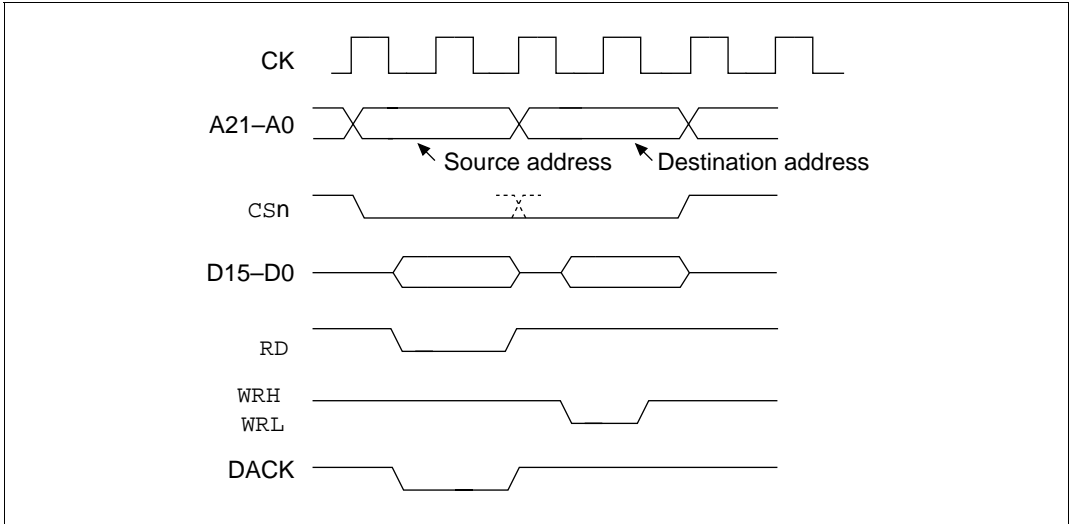 CK
A21–A0
Source address
Destination address
CSn
D15–D0
RD
WRH
WRL
DACK